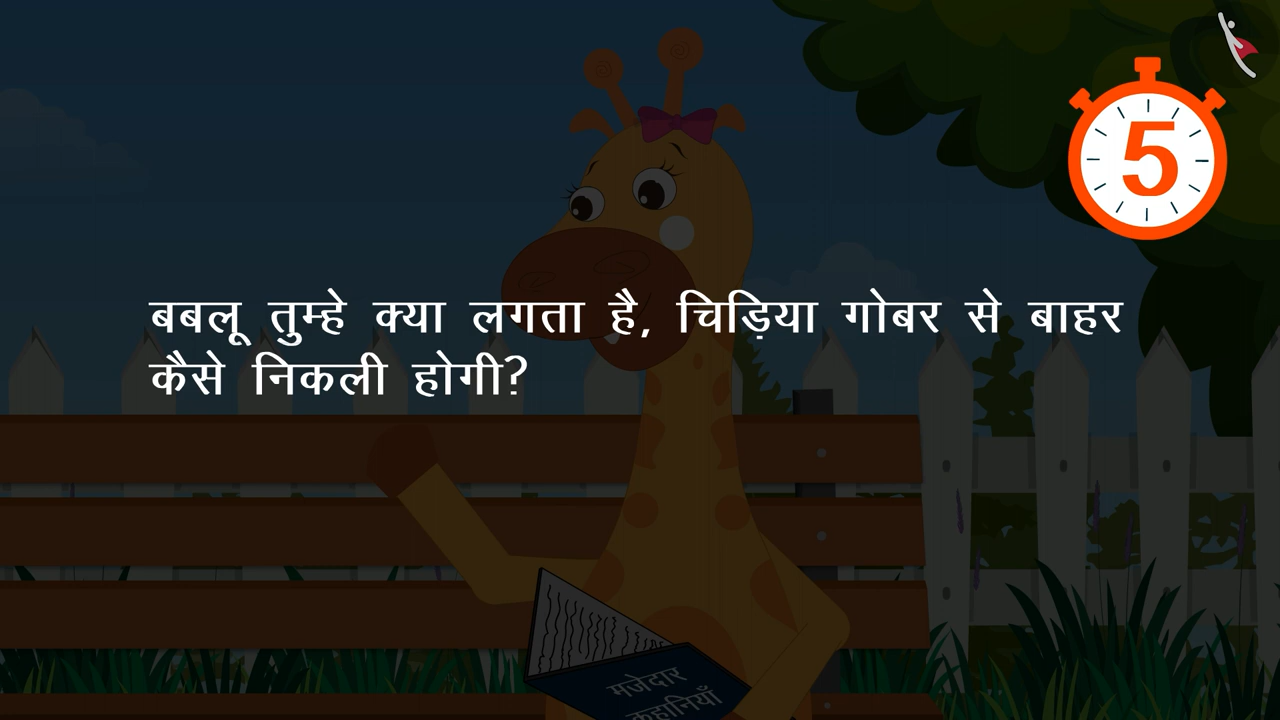 5
बबलू तुम्हे क्या लगता है, चिड़िया गोबर से बाहर
कैसे निकली होगी?
मजेदार
कहानियाँ